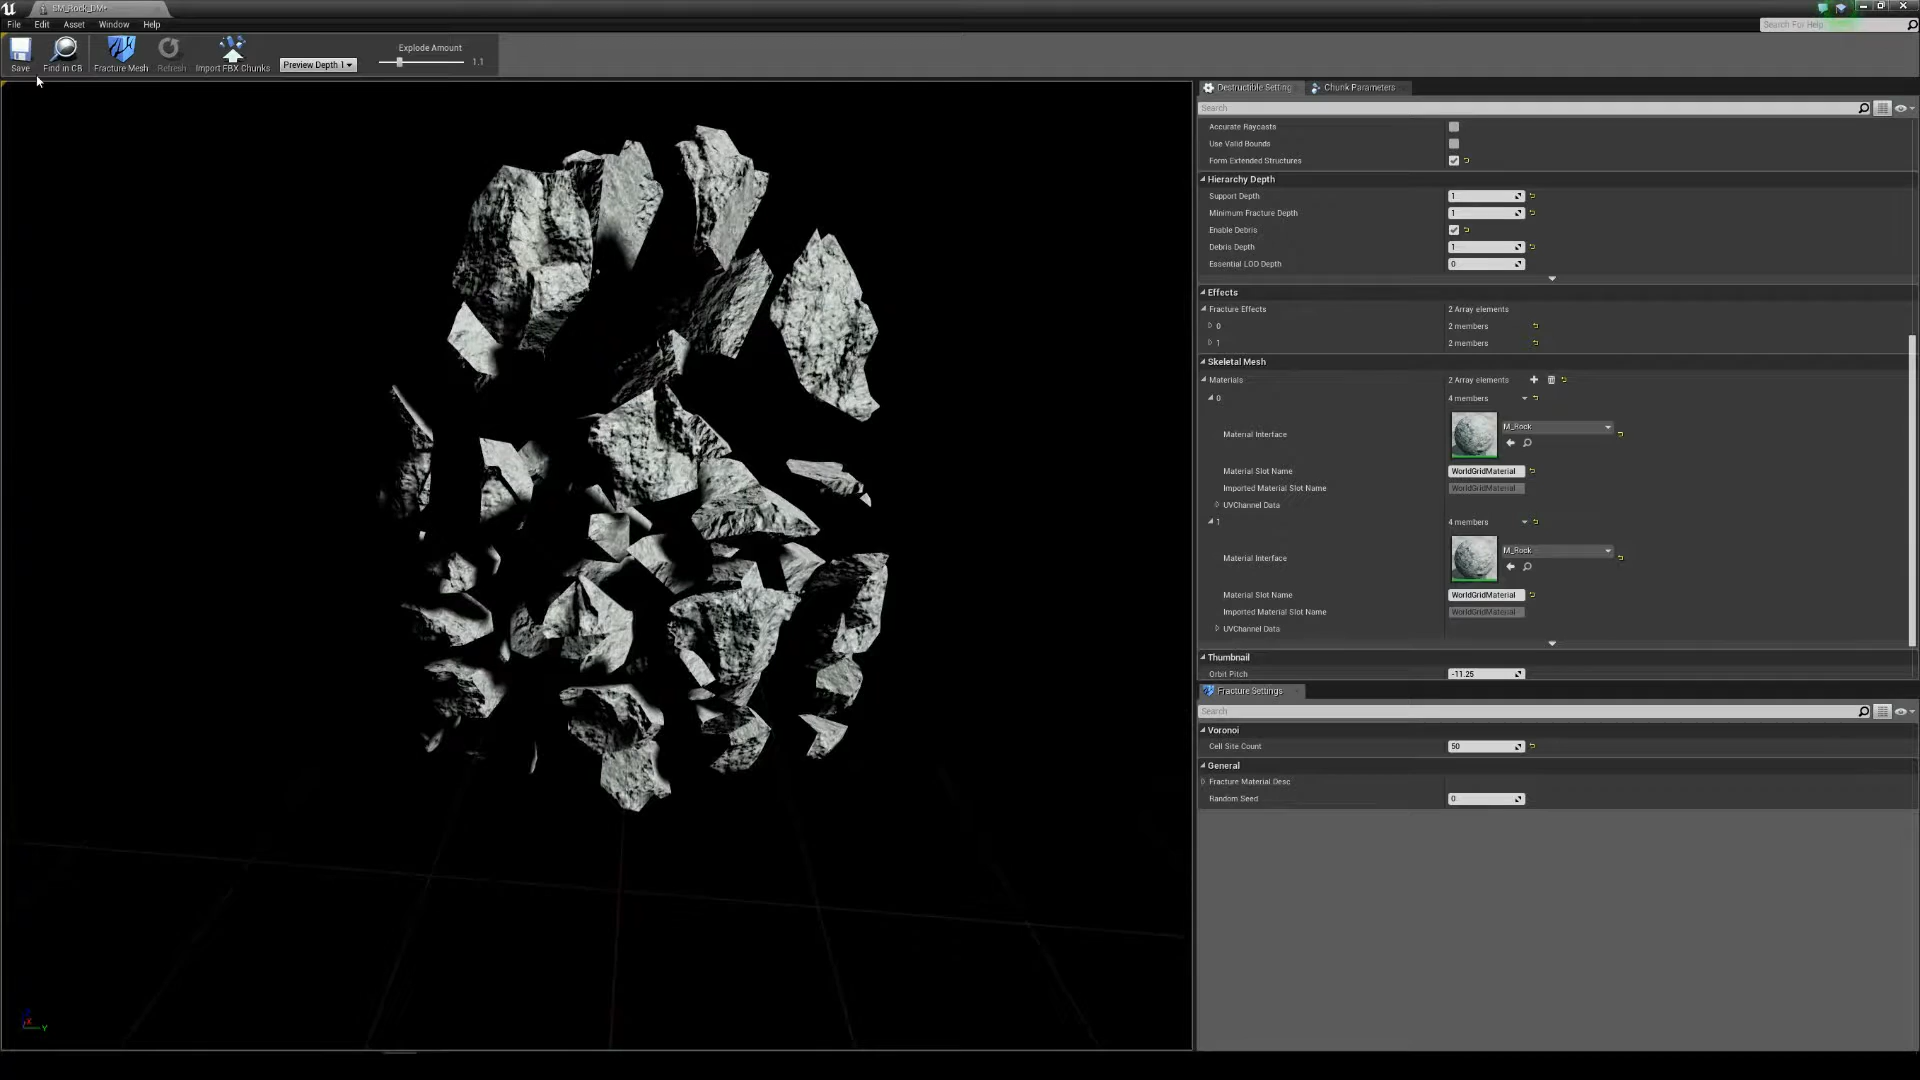 SM_Rock_DM*
File Edit Asset Window Help
Search For Help
Save Find in CB Fracture Mesh Refresh Import FBX Chunks Preview Depth 1 Explode Amount 1.1
Destructible Setting Chunk Parameters
Search
Accurate Raycasts
Use Valid Bounds
Form Extended Structures
Hierarchy Depth
Support Depth 1
Minimum Fracture Depth 1
Enable Debris
Debris Depth 1
Essential LOD Depth 0
Effects
Fracture Effects 2 Array elements
0 2 members
1 2 members
Skeletal Mesh
Materials 2 Array elements
0 4 members
Material Interface M_Rock
Material Slot Name WorldGridMaterial
Imported Material Slot Name WorldGridMaterial
UVChannel Data
1 4 members
Material Interface M_Rock
Material Slot Name WorldGridMaterial
Imported Material Slot Name WorldGridMaterial
UVChannel Data
Thumbnail
Orbit Pitch -11.25
Fracture Settings
Search
Voronoi
Cell Site Count 50
General
Fracture Material Desc
Random Seed 0
X Y